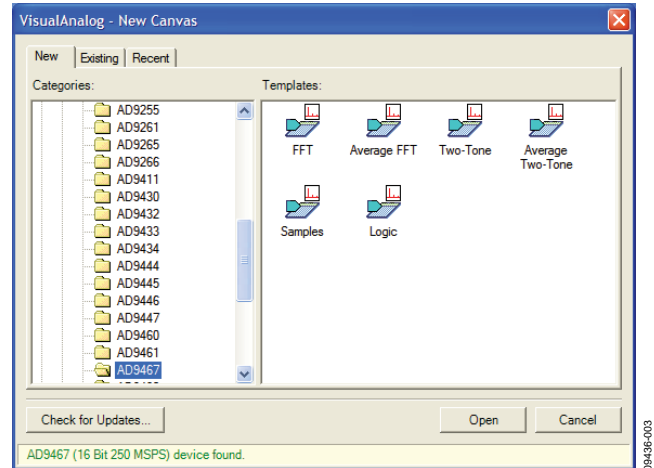 VisualAnalog - New Canvas
New Existing Recent
Categories:
Templates:
AD9255
AD9261
AD9265
AD9266
AD9411
AD9430
AD9432
AD9433
AD9434
AD9444
AD9445
AD9446
AD9447
AD9460
AD9461
AD9467
FFT
Average FFT
Two-Tone
Average
Two-Tone
Samples
Logic
Check for Updates...
Open
Cancel
AD9467 (16 Bit 250 MSPS) device found.
09436-003